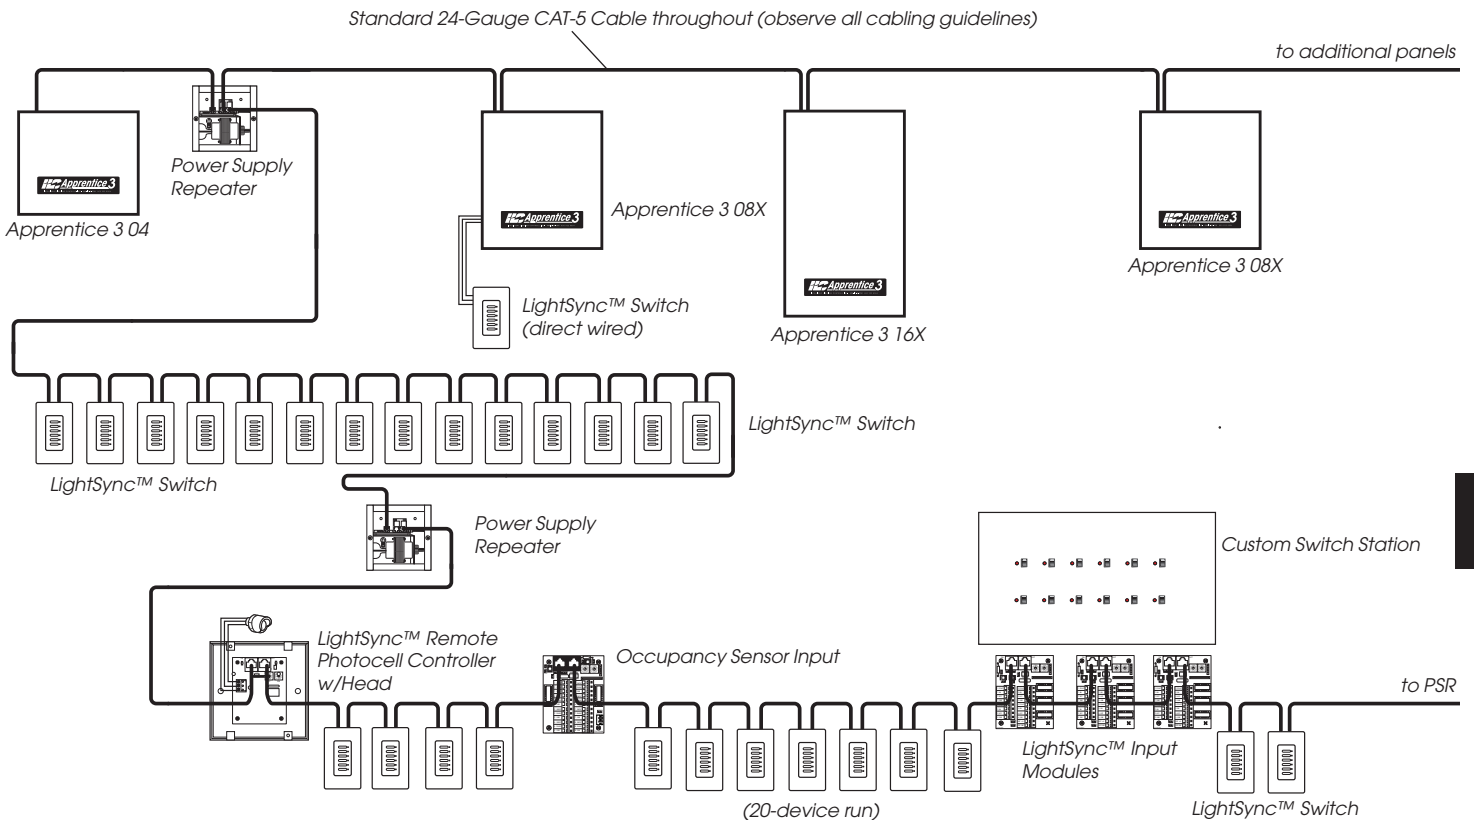 Standard 24-Gauge CAT-5 Cable throughout (observe all cabling guidelines)
to additional panels
Power Supply
Repeater
Apprentice 3
Apprentice 3 04
Apprentice 3
Apprentice 3 08X
LightSync™ Switch
(direct wired)
Apprentice 3
Apprentice 3 16X
Apprentice 3
Apprentice 3 08X
LightSync™ Switch
LightSync™ Switch
Power Supply
Repeater
Custom Switch Station
LightSync™ Remote
Photocell Controller
w/Head
Occupancy Sensor Input
to PSR
LightSync™ Input
Modules
(20-device run)
LightSync™ Switch